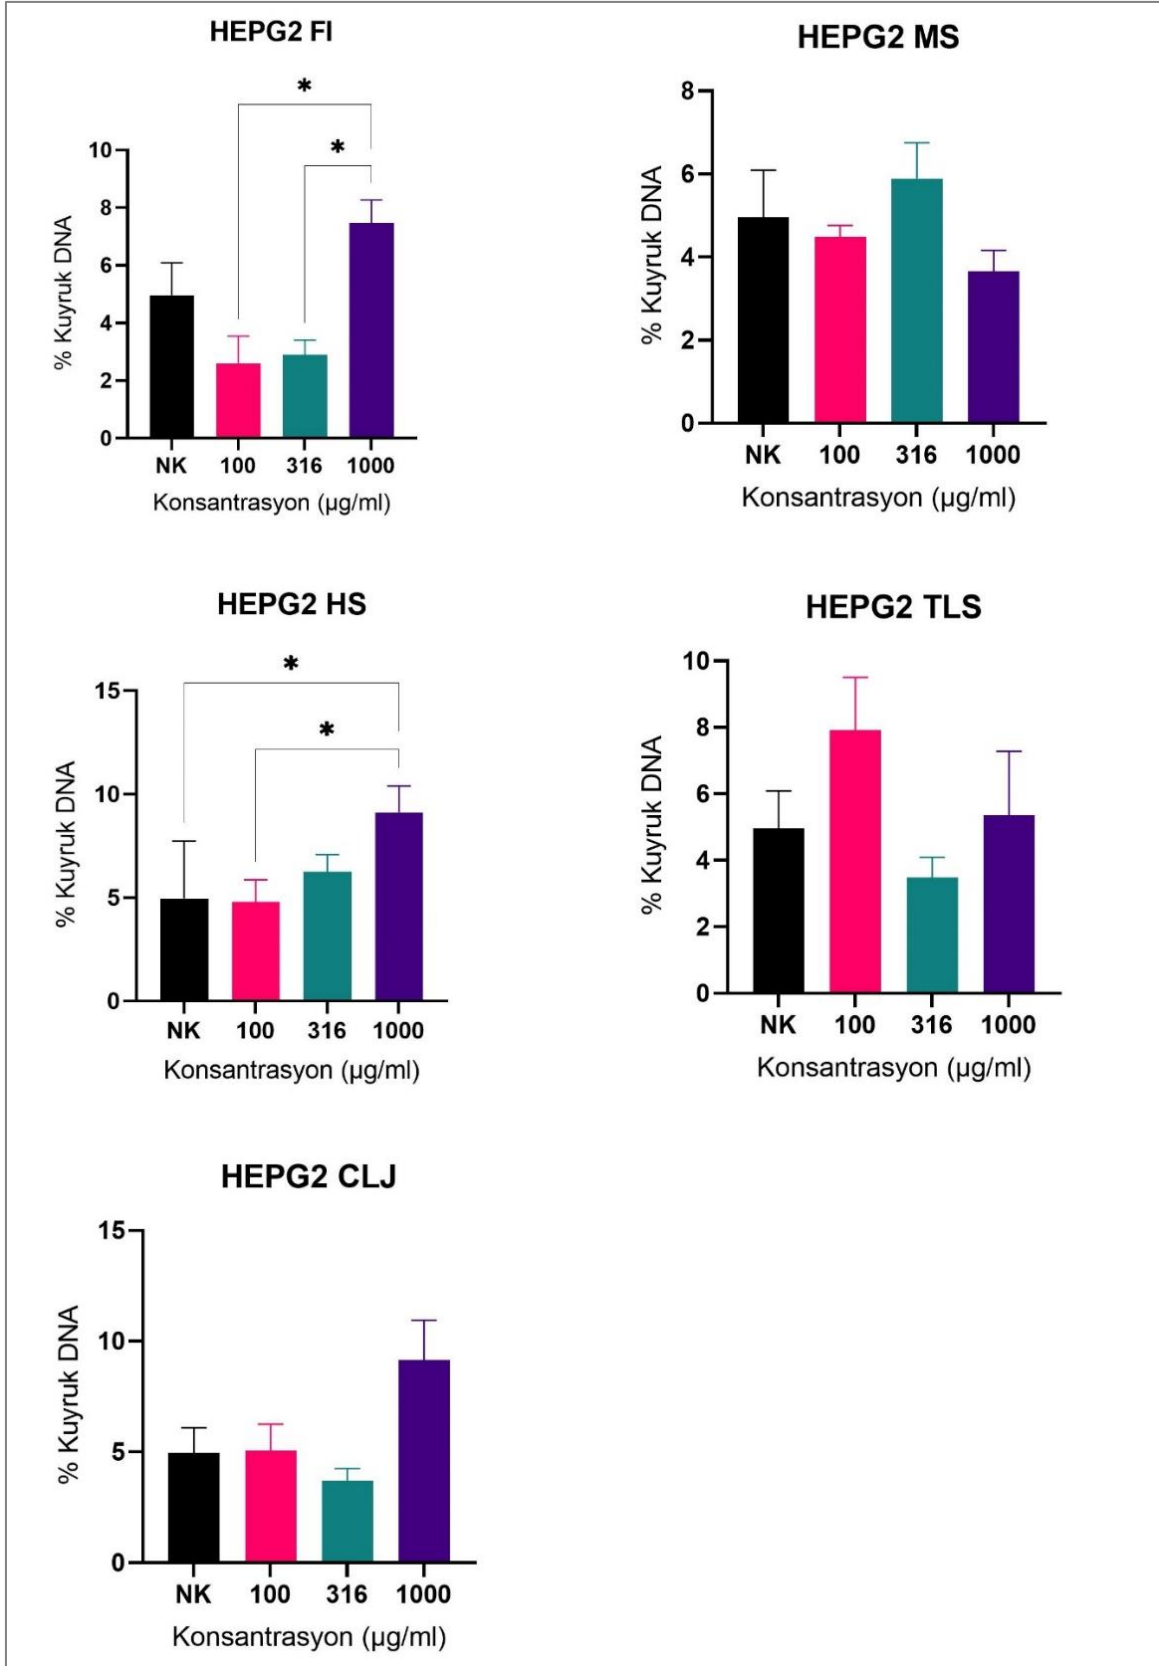 HEPG2 FI
*
*
10
8
6
4
2
0
% Kuyruk DNA
NK 100 316 1000
Konsantrasyon (µg/ml)
HEPG2 MS
8
6
4
2
0
% Kuyruk DNA
NK 100 316 1000
Konsantrasyon (µg/ml)
HEPG2 HS
*
*
15
10
5
0
% Kuyruk DNA
NK 100 316 1000
Konsantrasyon (µg/ml)
HEPG2 TLS
10
8
6
4
2
0
% Kuyruk DNA
NK 100 316 1000
Konsantrasyon (µg/ml)
HEPG2 CLJ
15
10
5
0
% Kuyruk DNA
NK 100 316 1000
Konsantrasyon (µg/ml)